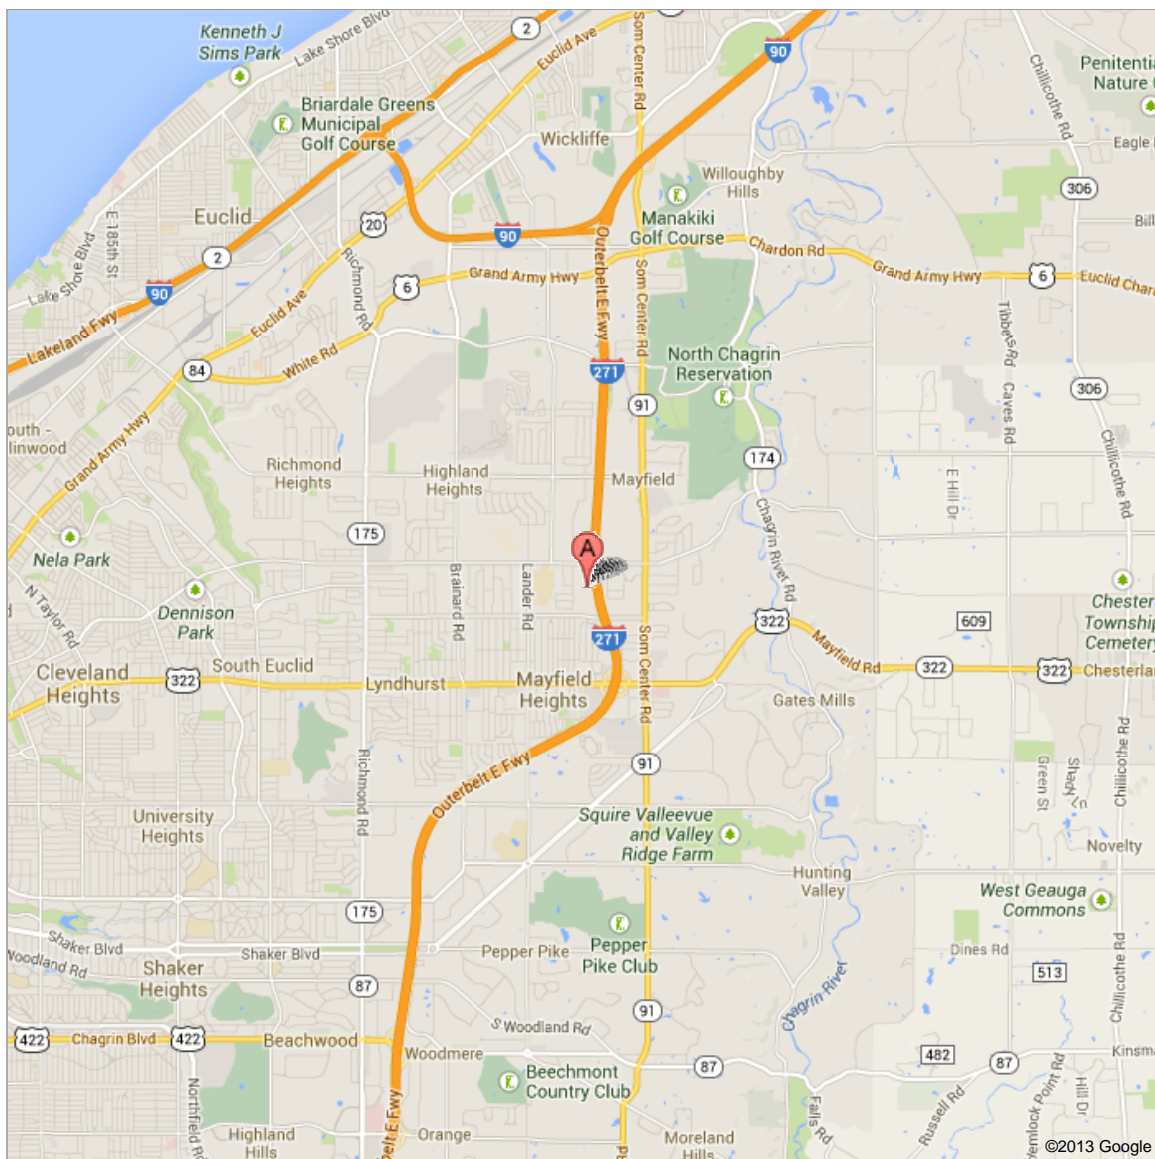 Kenneth J
Sims Park
Lake Shore Blvd
2
Euclid Ave
Som Center Rd
90
Chillicothe Rd
Nature
Briardale Greens
Municipal
Golf Course
Wickliffe
Eagle
Willoughby
Hills
306
Euclid
E 185th St
20
Manakiki
Golf Course
Lake Shore Blvd
2
90
Outerbelt E Fwy
Chardon Rd
Richmond Rd
6
Grand Army Hwy
Som Center Rd
Grand Army Hwy
6
90
Euclid Ave
Lakeland Fwy
Tibbets Rd
White Rd
84
271
North Chagrin
Reservation
91
Caves Rd
306
Grand Army Hwy
Chillicothe Rd
Richmond
Heights
Highland
Heights
174
Mayfield
E Hill Dr
Chagrin River Rd
175
Nela Park
A
N Taylor Rd
Dennison
Park
Brainard Rd
Lander Rd
271
Som Center Rd
322
609
Chester
Township
Cemetery
Mayfield Rd
Cleveland
Heights
322
South Euclid
Lyndhurst
Mayfield
Heights
322
322
Gates Mills
Richmond Rd
Outerbelt E Fwy
91
Green St
Shady Ln
Chillicothe Rd
University
Heights
Squire Valleevue
and Valley
Ridge Farm
Novelty
Hunting
Valley
175
West Geauga
Commons
Shaker Blvd
Shaker Blvd
Pepper Pike
Pepper
Pike Club
Dines Rd
Woodland Rd
Shaker
Heights
87
513
Chagrin River
Chillicothe Rd
91
S Woodland Rd
422
Chagrin Blvd
422
Beachwood
Woodmere
87
482
87
Beechmont
Country Club
Northfield Rd
Falls Rd
Russell Rd
Hill Dr
Highland
Hills
Orange
Moreland
Hills
©2013 Google